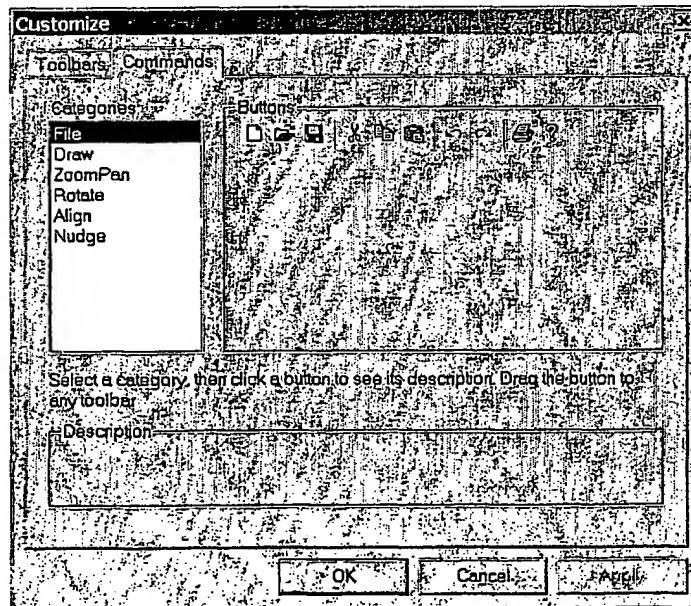 Customize
Toolbars Commands
Categories
Buttons
File
Draw
ZoomPan
Rotate
Align
Nudge
Select a category, then click a button to see its description. Drag the button to
any toolbar
Description
OK Cancel Apply